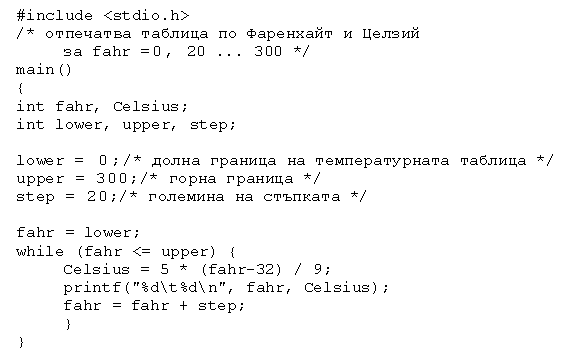 #include <stdio.h>
/* отпечатва таблица по Фаренхайт и Целзий
за fahr =0, 20 ... 300 */
main()
{
int fahr, Celsius;
int lower, upper, step;
lower = 0;/* долна граница на температурната таблица */
upper = 300;/* горна граница */
step = 20;/* големина на стъпката */
fahr = lower;
while (fahr <= upper) {
Celsius = 5 * (fahr-32) / 9;
printf("%d\t%d\n", fahr, Celsius);
fahr = fahr + step;
}
}